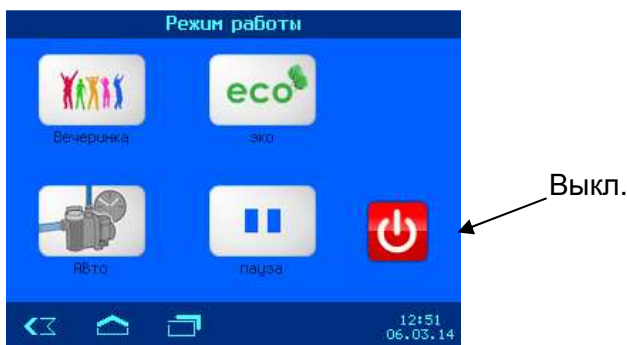 Режим работы
eco
Вечеринка
эко
Выкл.
Авто
пауза
12:51
06.03.14